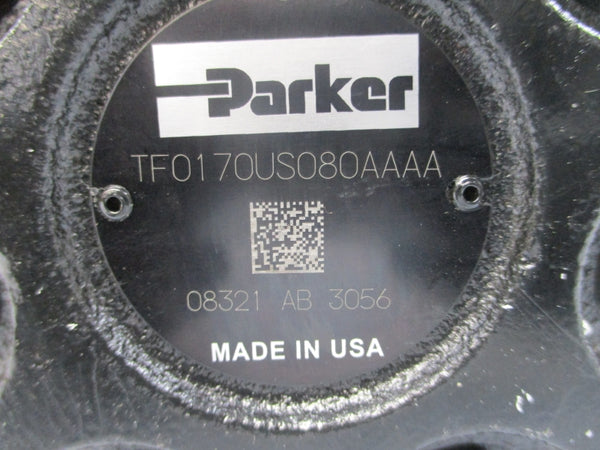 Parker
TF0170US080AAAA
08321 AB 3056
MADE IN USA